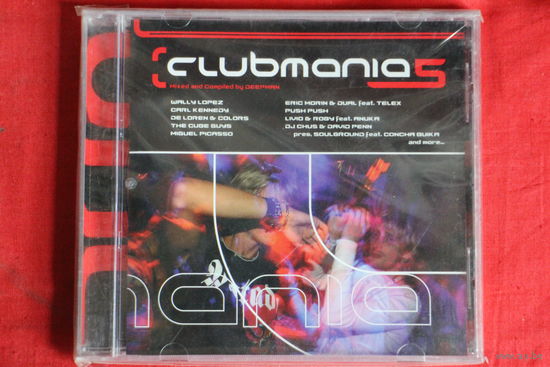 clubmania5
Mixed and Compiled by DEEPMAN
WALLY LOPEZ
CARL KENNEDY
DE LOREN & COLORS
THE CUBE GUYS
MIGUEL PICASSO
ERIC MORIN & DVAL feat. TELEX
PUSH PUSH
LIVIO & ROBY feat. ANUKA
DJ CHUS & DAVID PENN
pres. SOULGROUND feat. CONCHA BUIKA
and more...
mania